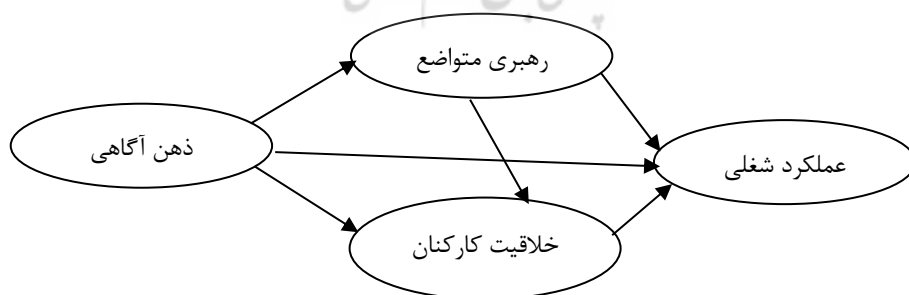 رهبری متواضع
ذهن آگاهی
عملکرد شغلی
خلاقیت کارکنان